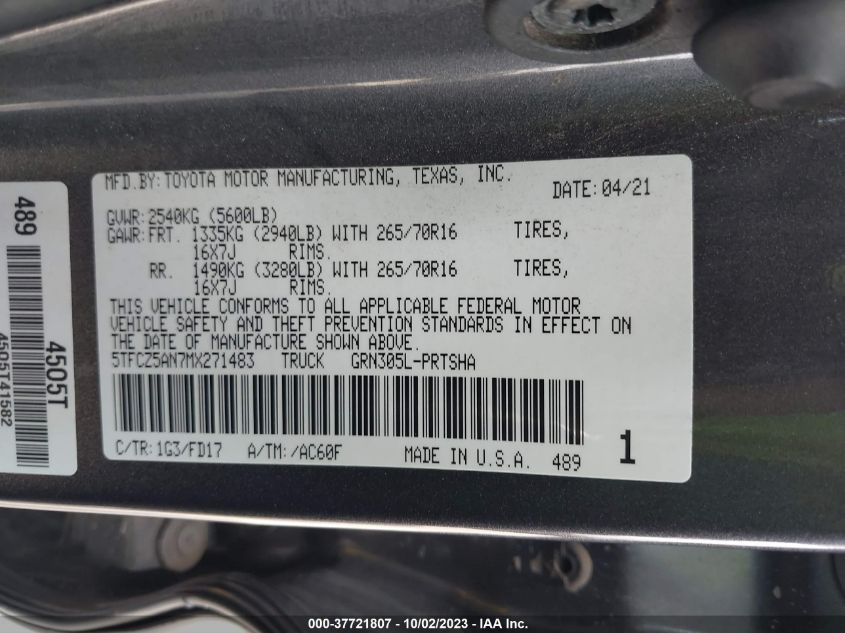 MFD.BY:TOYOTA MOTOR MANUFACTURING, TEXAS, INC.
DATE:04/21
GVWR:2540KG (5600LB)
GAWR:FRT. 1335KG (2940LB) WITH 265/70R16 TIRES,
16X7J RIMS.
RR. 1490KG (3280LB) WITH 265/70R16 TIRES,
16X7J RIMS.
THIS VEHICLE CONFORMS TO ALL APPLICABLE FEDERAL MOTOR
VEHICLE SAFETY AND THEFT PREVENTION STANDARDS IN EFFECT ON
THE DATE OF MANUFACTURE SHOWN ABOVE.
5TFCZ5AN7MX271483 TRUCK GRN305L-PRTSHA
C/TR:1G3/FD17 A/TM:/AC60F MADE IN U.S.A. 489 1
489
4505T
4505T41582
000-37721807 - 10/02/2023 - IAA Inc.